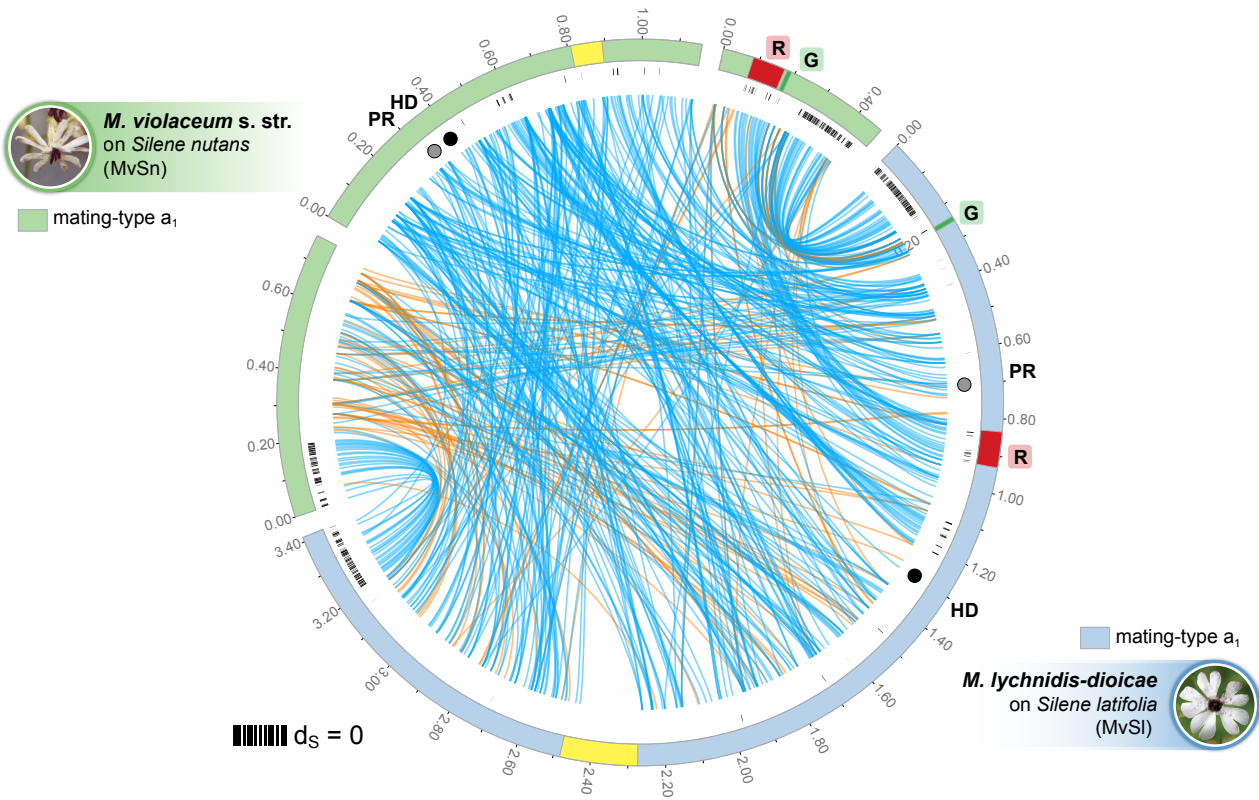 M. violaceum s. str.
on Silene nutans
(MvSn)
mating-type a₁
0.00
0.20
0.40
0.60
0.80
1.00
PR
HD
0.00
0.40
R
G
0.00
0.20
0.40
0.60
0.80
1.00
1.20
1.40
1.60
1.80
2.00
2.20
2.40
2.60
2.80
3.00
3.20
3.40
G
PR
R
HD
0.00
0.20
0.40
0.60
mating-type a₁
M. lychnidis-dioicae
on Silene latifolia
(MvSl)
dS = 0